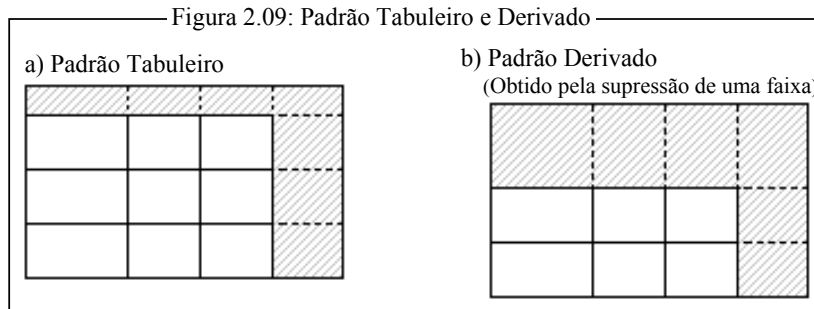 Figura 2.09: Padrão Tabuleiro e Derivado
a) Padrão Tabuleiro
b) Padrão Derivado
(Obtido pela supressão de uma faixa)